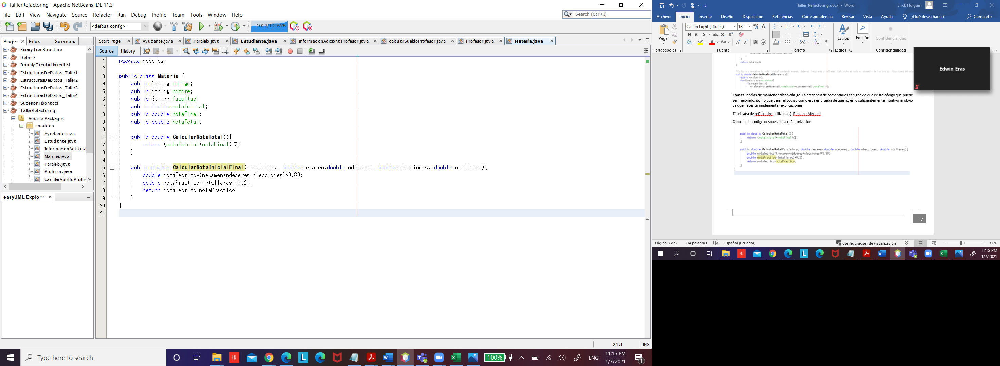 TalllerRefactoring - Apache NetBeans IDE 11.3
File Edit View Navigate Source Refactor Run Debug Profile Team Tools Window Help
Search (Ctrl+I)
<default config>
1022/1046MB
Proj... Files Services
BinaryTreeStructure
Deber7
DoublyCircularLinkedList
EstructurasDeDatos_Taller1
EstructurasDeDatos_Taller2
EstructurasDeDatos_Taller3
EstructurasDeDatos_Taller4
SucesionFibonacci
TalllerRefactoring
Source Packages
modelos
Ayudante.java
Estudiante.java
InformacionAdiciona
Materia.java
Paralelo.java
Profesor.java
calcularSueldoProfes
easyUML Explo...
Start Page Ayudante.java Paralelo.java Estudiante.java InformacionAdicionalProfesor.java calcularSueldoProfesor.java Profesor.java Materia.java
Source History
1 package modelos;
2
3 public class Materia {
4 public String codigo;
5 public String nombre;
6 public String facultad;
7 public double notaInicial;
8 public double notaFinal;
9 public double notaTotal;
10
11 public double CalcularNotaTotal(){
12 return (notaInicial+notaFinal)/2;
13 }
14
15 public double CalcularNotaInicialFinal(Paralelo p, double nexamen,double ndeberes, double nlecciones, double ntalleres){
16 double notaTeorico=(nexamen+ndeberes+nlecciones)*0.80;
17 double notaPractico=(ntalleres)*0.20;
18 return notaTeorico+notaPractico;
19 }
20 }
21
21:1 INS
Type here to search
100%
ENG
11:15 PM
1/7/2021
1
Taller_Refactoring.docx - Word
Erick Holguin
Archivo Inicio Insertar Diseño Disposición Referencias Correspondencia Revisar Vista Ayuda ¿Qué desea hacer? Compartir
Pegar
Calibri Light (Títulos) 13
N K S abc x₂ x²
Aa
Estilos
Edición
Confidencialidad
Portapapeles Fuente Párrafo Estilos Confidencialidad
Edwin Eras
}
}
return notaFinal;
}
public double CalcularNotaTotal(Paralelo p){
double notaTotal=0;
for(Paralelo par:paralelos){
if(p.equals(par)){
notaTotal=(p.getMateria().notaInicial+p.getMateria().notaFinal)/2;
Consecuencias de mantener dicho código: La presencia de comentarios es signo de que existe código que puede
ser mejorado, por lo que dejar el código como esta es prueba de que no es lo suficientemente intuitivo ni obvio
ya que necesita implementar explicaciones.
Técnica(s) de refactoring utilizada(s): Rename Method
Captura del código después de la refactorización:
public double CalcularNotaTotal(){
return (notaInicial+notaFinal)/2;
}
public double CalcularNota(Paralelo p, double nexamen,double ndeberes, double nlecciones, double ntalleres){
double notaTeorico=(nexamen+ndeberes+nlecciones)*0.80;
double notaPractico=(ntalleres)*0.20;
return notaTeorico+notaPractico;
}
}
7
Página 8 de 8 394 palabras Español (Ecuador) Configuración de visualización 80%
11:15 PM
1/7/2021